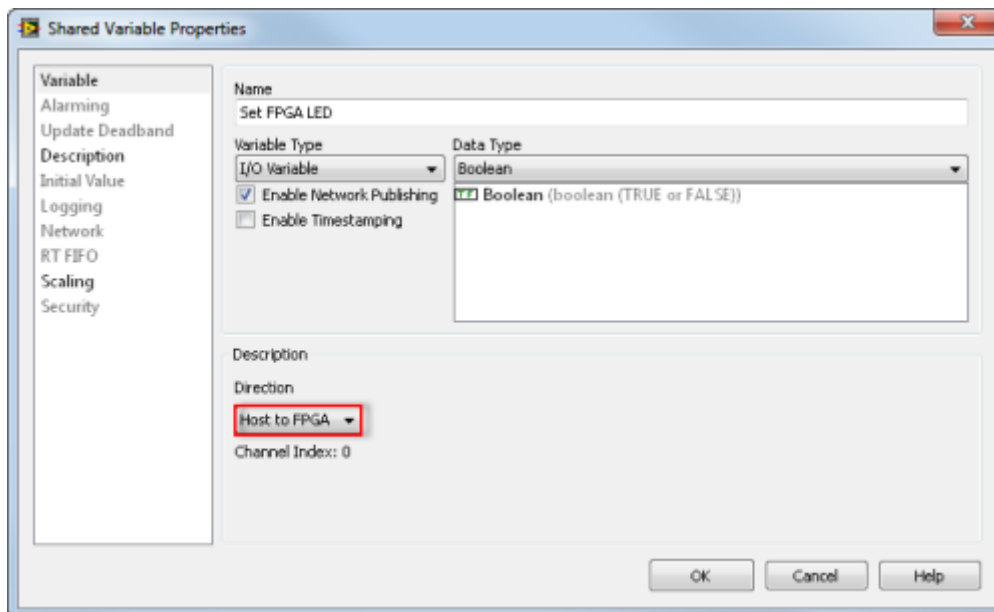 Shared Variable Properties
Variable
Alarming
Update Deadband
Description
Initial Value
Logging
Network
RT FIFO
Scaling
Security
Name
Set FPGA LED
Variable Type
Data Type
I/O Variable
Boolean
Enable Network Publishing
Enable Timestamping
TF Boolean (boolean (TRUE or FALSE))
Description
Direction
Host to FPGA
Channel Index: 0
OK
Cancel
Help